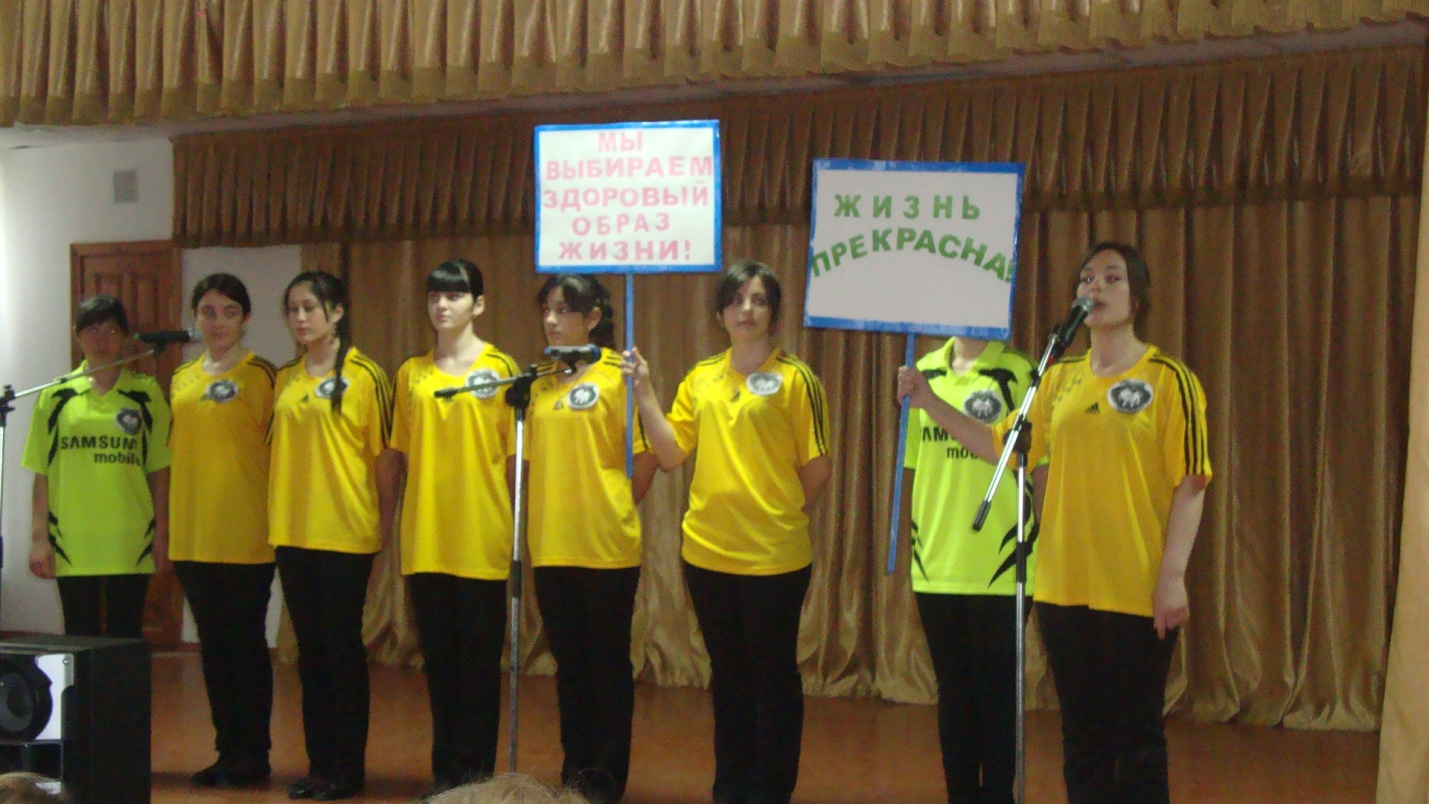 МЫ
ВЫБИРАЕМ
ЗДОРОВЫЙ
ОБРАЗ
ЖИЗНИ!
ЖИЗНЬ
ПРЕКРАСНА!
SAMSUNG
mobile